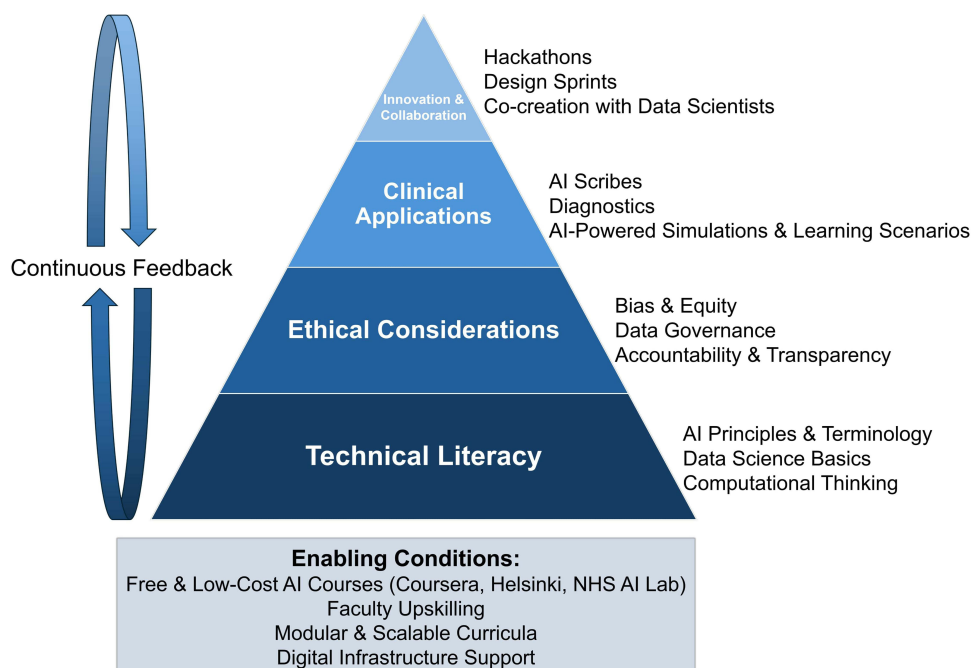 Innovation &
Collaboration
Hackathons
Design Sprints
Co-creation with Data Scientists
Clinical
Applications
AI Scribes
Diagnostics
AI-Powered Simulations & Learning Scenarios
Continuous Feedback
Ethical Considerations
Bias & Equity
Data Governance
Accountability & Transparency
Technical Literacy
AI Principles & Terminology
Data Science Basics
Computational Thinking
Enabling Conditions:
Free & Low-Cost AI Courses (Coursera, Helsinki, NHS AI Lab)
Faculty Upskilling
Modular & Scalable Curricula
Digital Infrastructure Support